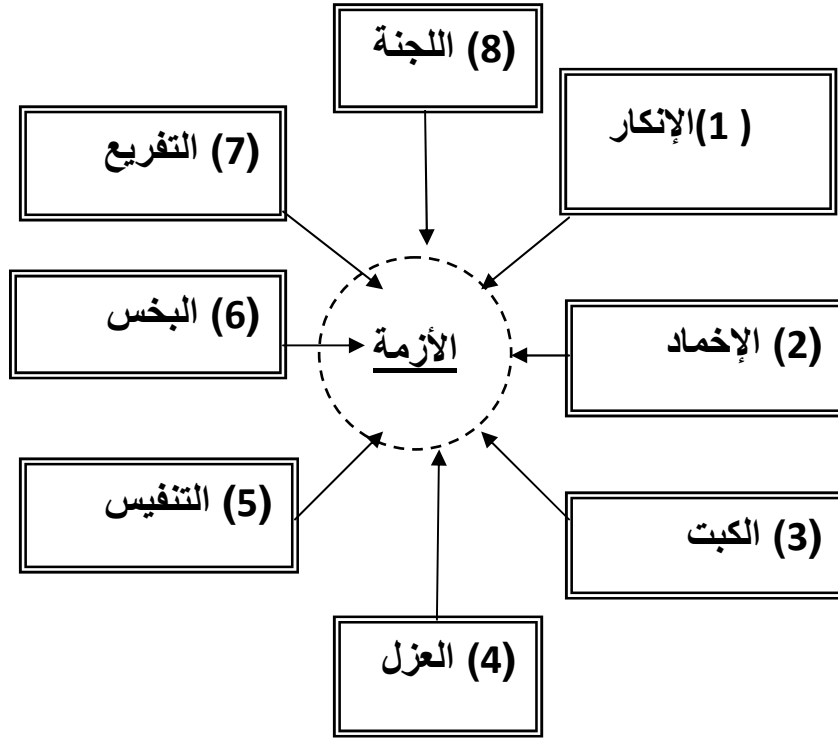 (8) اللجنة
(1 )الإنكار
(7) التفريع
(6) البخس
الأزمة
(2) الإخماد
(5) التنفيس
(3) الكبت
(4) العزل